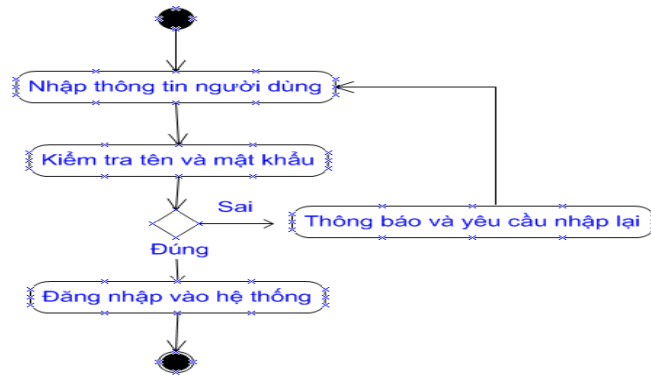 Nhập thông tin người dùng
Kiểm tra tên và mật khẩu
Sai
Thông báo và yêu cầu nhập lại
Đúng
Đăng nhập vào hệ thống